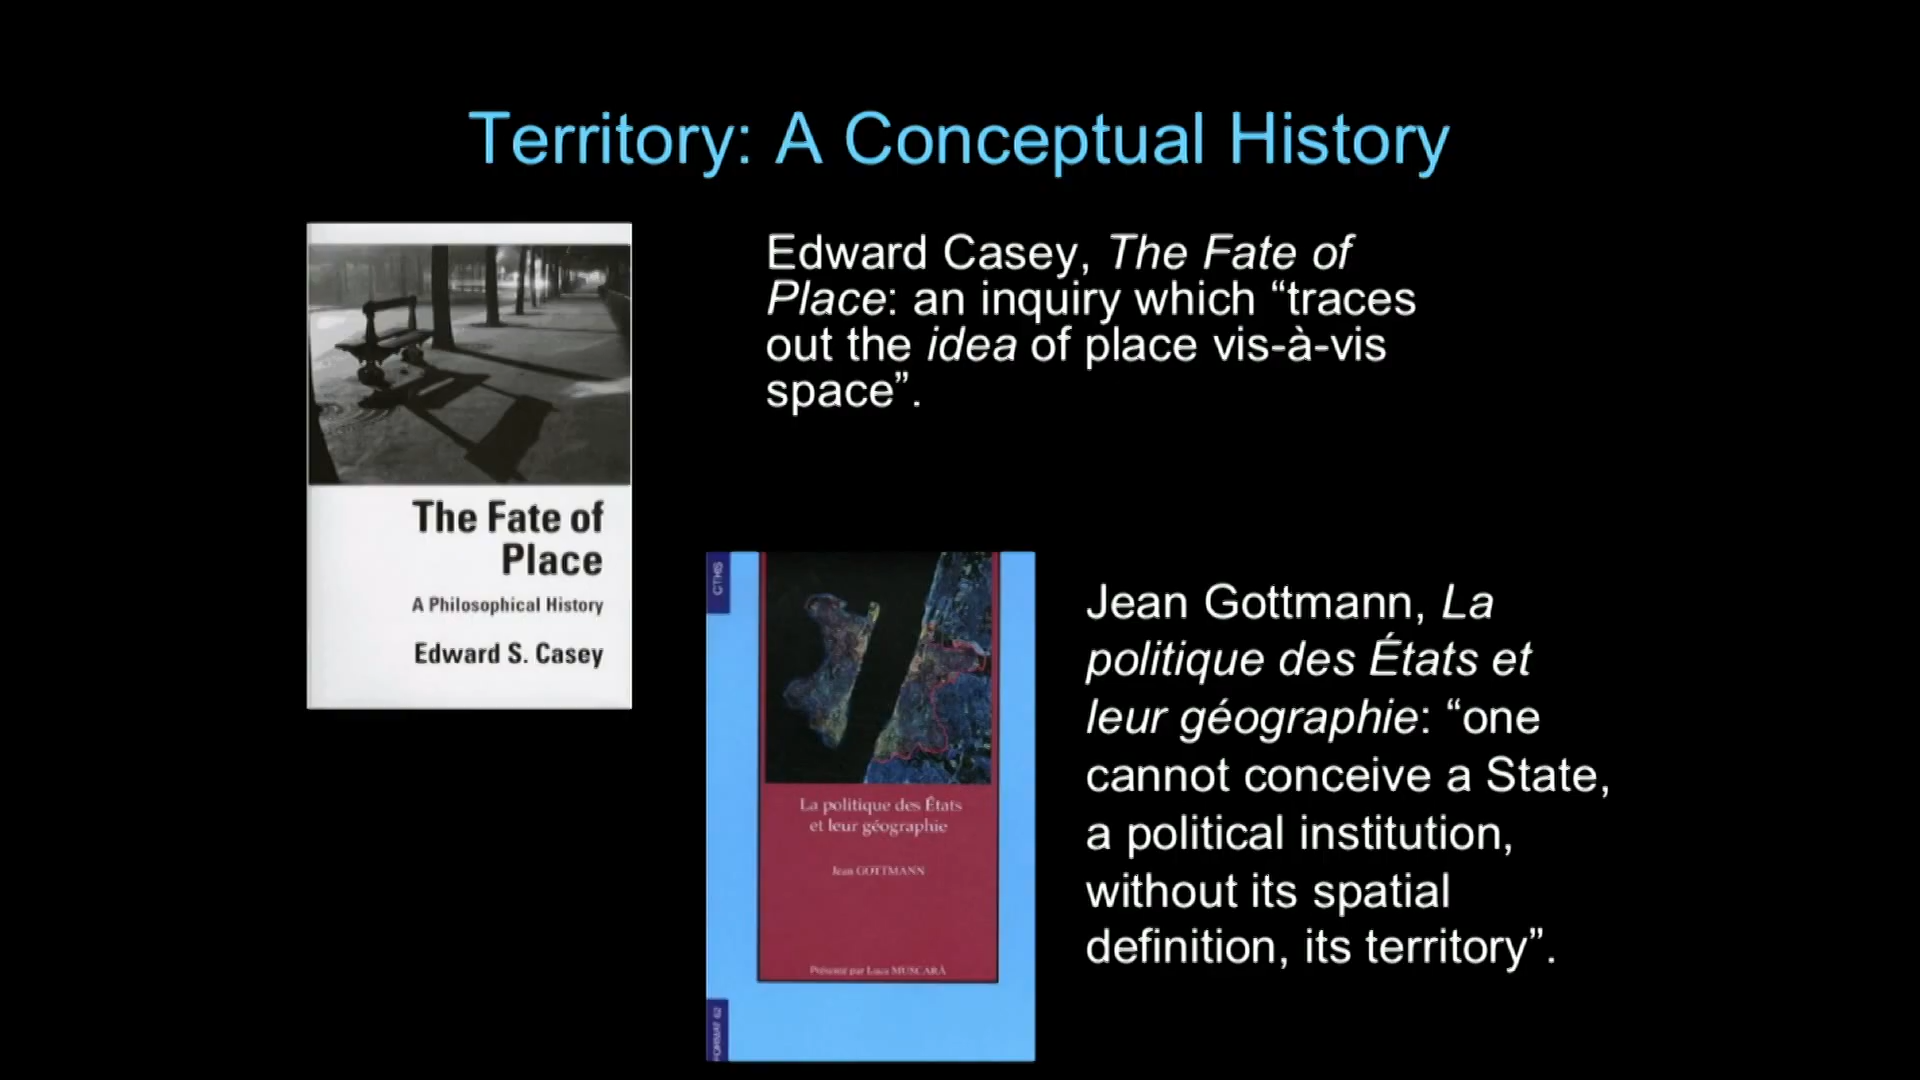 Territory: A Conceptual History
Edward Casey, The Fate of
Place: an inquiry which “traces
out the idea of place vis-à-vis
space”.
The Fate of
Place
A Philosophical History
Edward S. Casey
CTHS
La politique des États
et leur géographie
Jean GOTTMANN
Présenté par Luca MUSCARÀ
FORMAT 62
Jean Gottmann, La
politique des États et
leur géographie: “one
cannot conceive a State,
a political institution,
without its spatial
definition, its territory”.